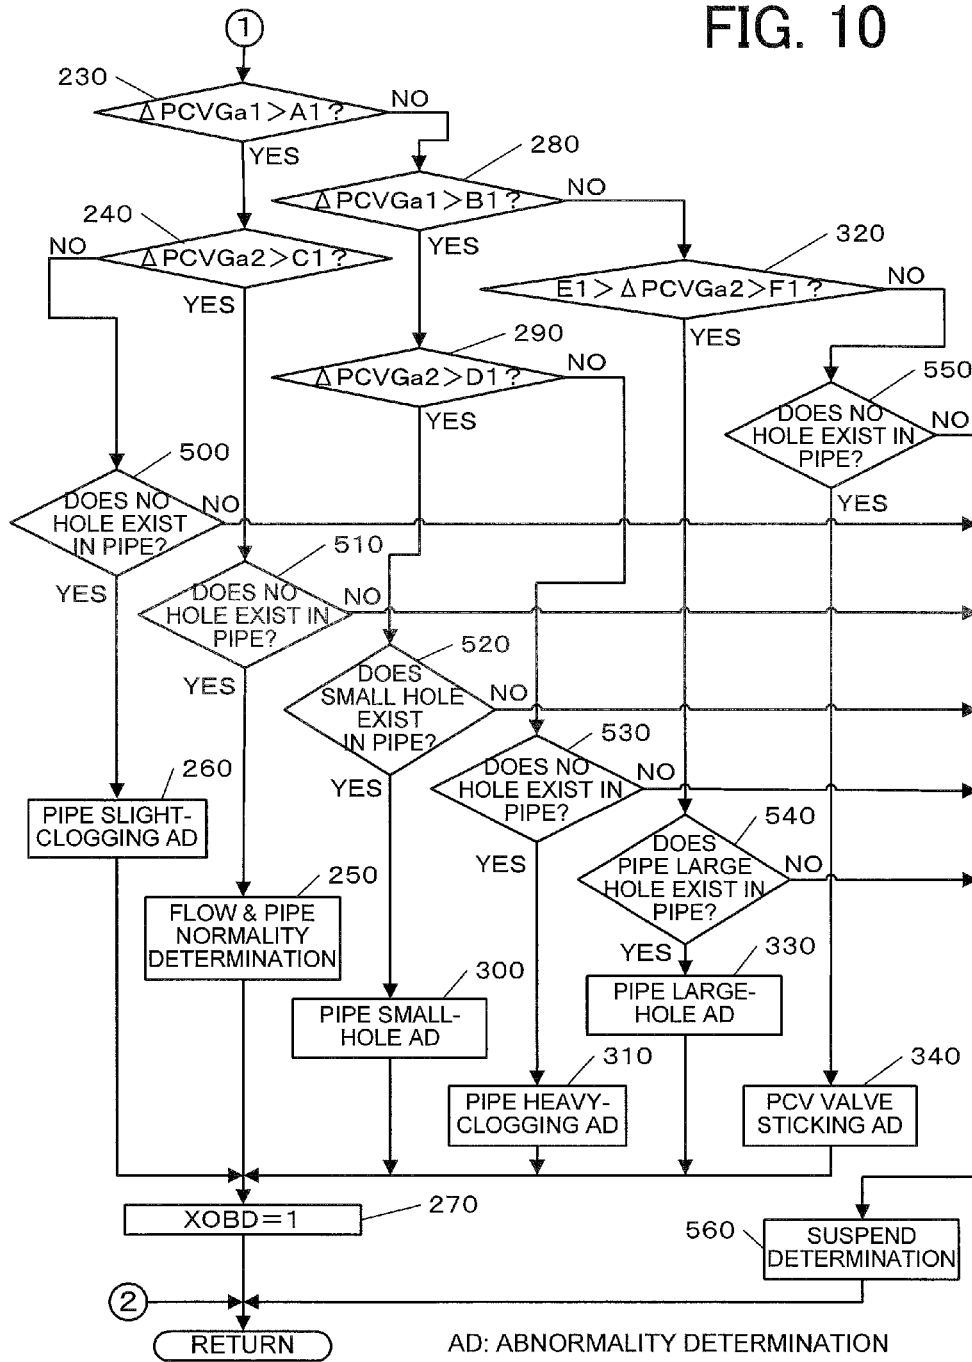 FIG. 10
1
230
Δ PCVGa1>A1?
NO
YES
280
Δ PCVGa1>B1?
NO
YES
240
Δ PCVGa2>C1?
NO
YES
320
E1> Δ PCVGa2>F1?
NO
YES
290
Δ PCVGa2>D1?
NO
YES
550
DOES NO
HOLE EXIST IN
PIPE?
NO
YES
500
DOES NO
HOLE EXIST
IN PIPE?
NO
YES
510
DOES NO
HOLE EXIST IN
PIPE?
NO
YES
520
DOES
SMALL HOLE
EXIST
IN PIPE?
NO
YES
530
DOES NO
HOLE EXIST IN
PIPE?
NO
YES
540
DOES
PIPE LARGE
HOLE EXIST IN
PIPE?
NO
YES
260
PIPE SLIGHT-
CLOGGING AD
250
FLOW & PIPE
NORMALITY
DETERMINATION
300
PIPE SMALL-
HOLE AD
330
PIPE LARGE-
HOLE AD
310
PIPE HEAVY-
CLOGGING AD
340
PCV VALVE
STICKING AD
270
XOBD=1
560
SUSPEND
DETERMINATION
2
RETURN
AD: ABNORMALITY DETERMINATION